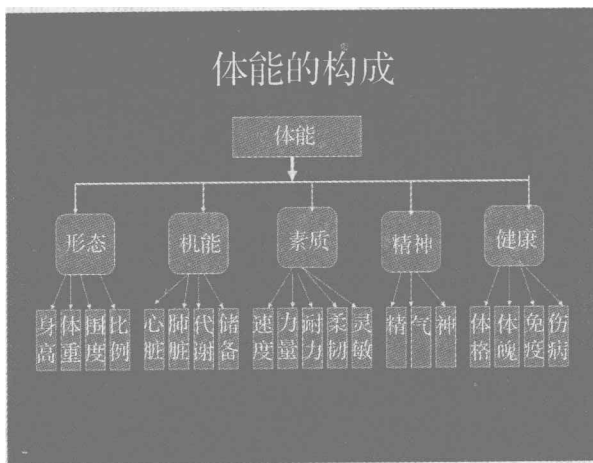 体能的构成
体能
形态 机能 素质 精神 健康
身高 体重 围度 比例 心脏 肺脏 代谢 储备 速度 力量 耐力 柔韧 灵敏 精 气 神 体格 体魄 免疫 伤病